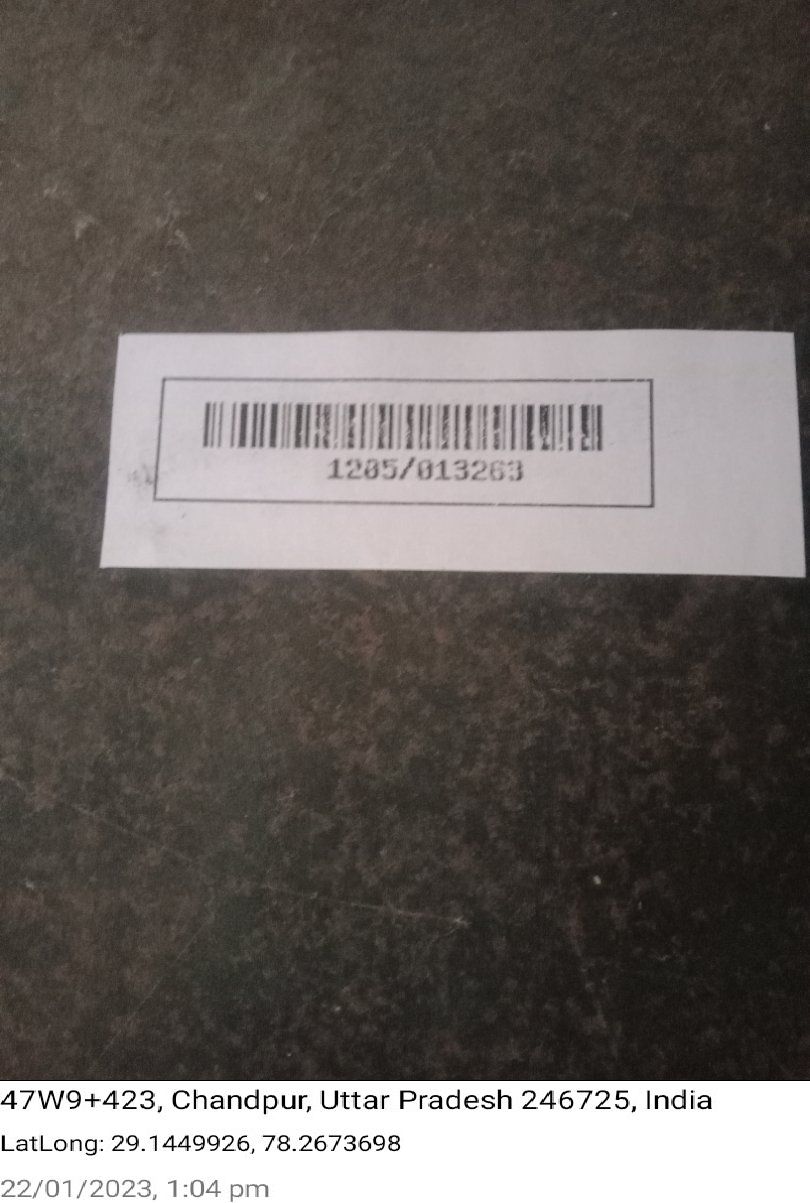 1205/013263
47W9+423, Chandpur, Uttar Pradesh 246725, India
LatLong: 29.1449926, 78.2673698
22/01/2023, 1:04 pm